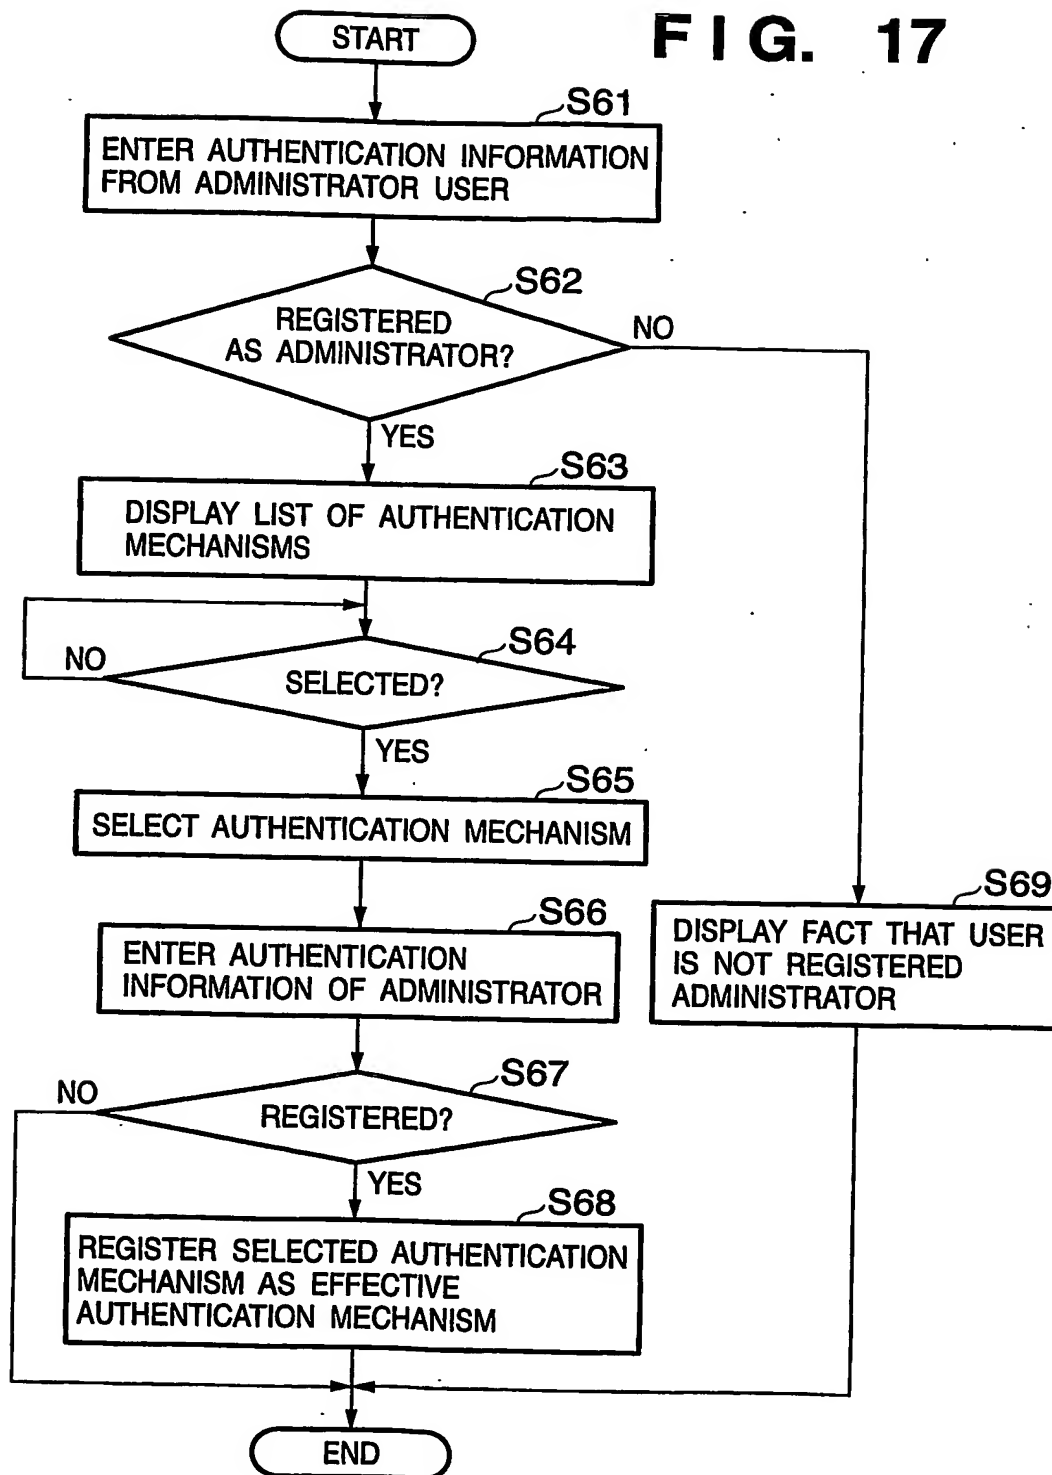 FIG. 17
START
S61
ENTER AUTHENTICATION INFORMATION
FROM ADMINISTRATOR USER
S62
REGISTERED
AS ADMINISTRATOR?
NO
YES
S63
DISPLAY LIST OF AUTHENTICATION
MECHANISMS
S64
NO
SELECTED?
YES
S65
SELECT AUTHENTICATION MECHANISM
S66
ENTER AUTHENTICATION
INFORMATION OF ADMINISTRATOR
S69
DISPLAY FACT THAT USER
IS NOT REGISTERED
ADMINISTRATOR
S67
NO
REGISTERED?
YES
S68
REGISTER SELECTED AUTHENTICATION
MECHANISM AS EFFECTIVE
AUTHENTICATION MECHANISM
END